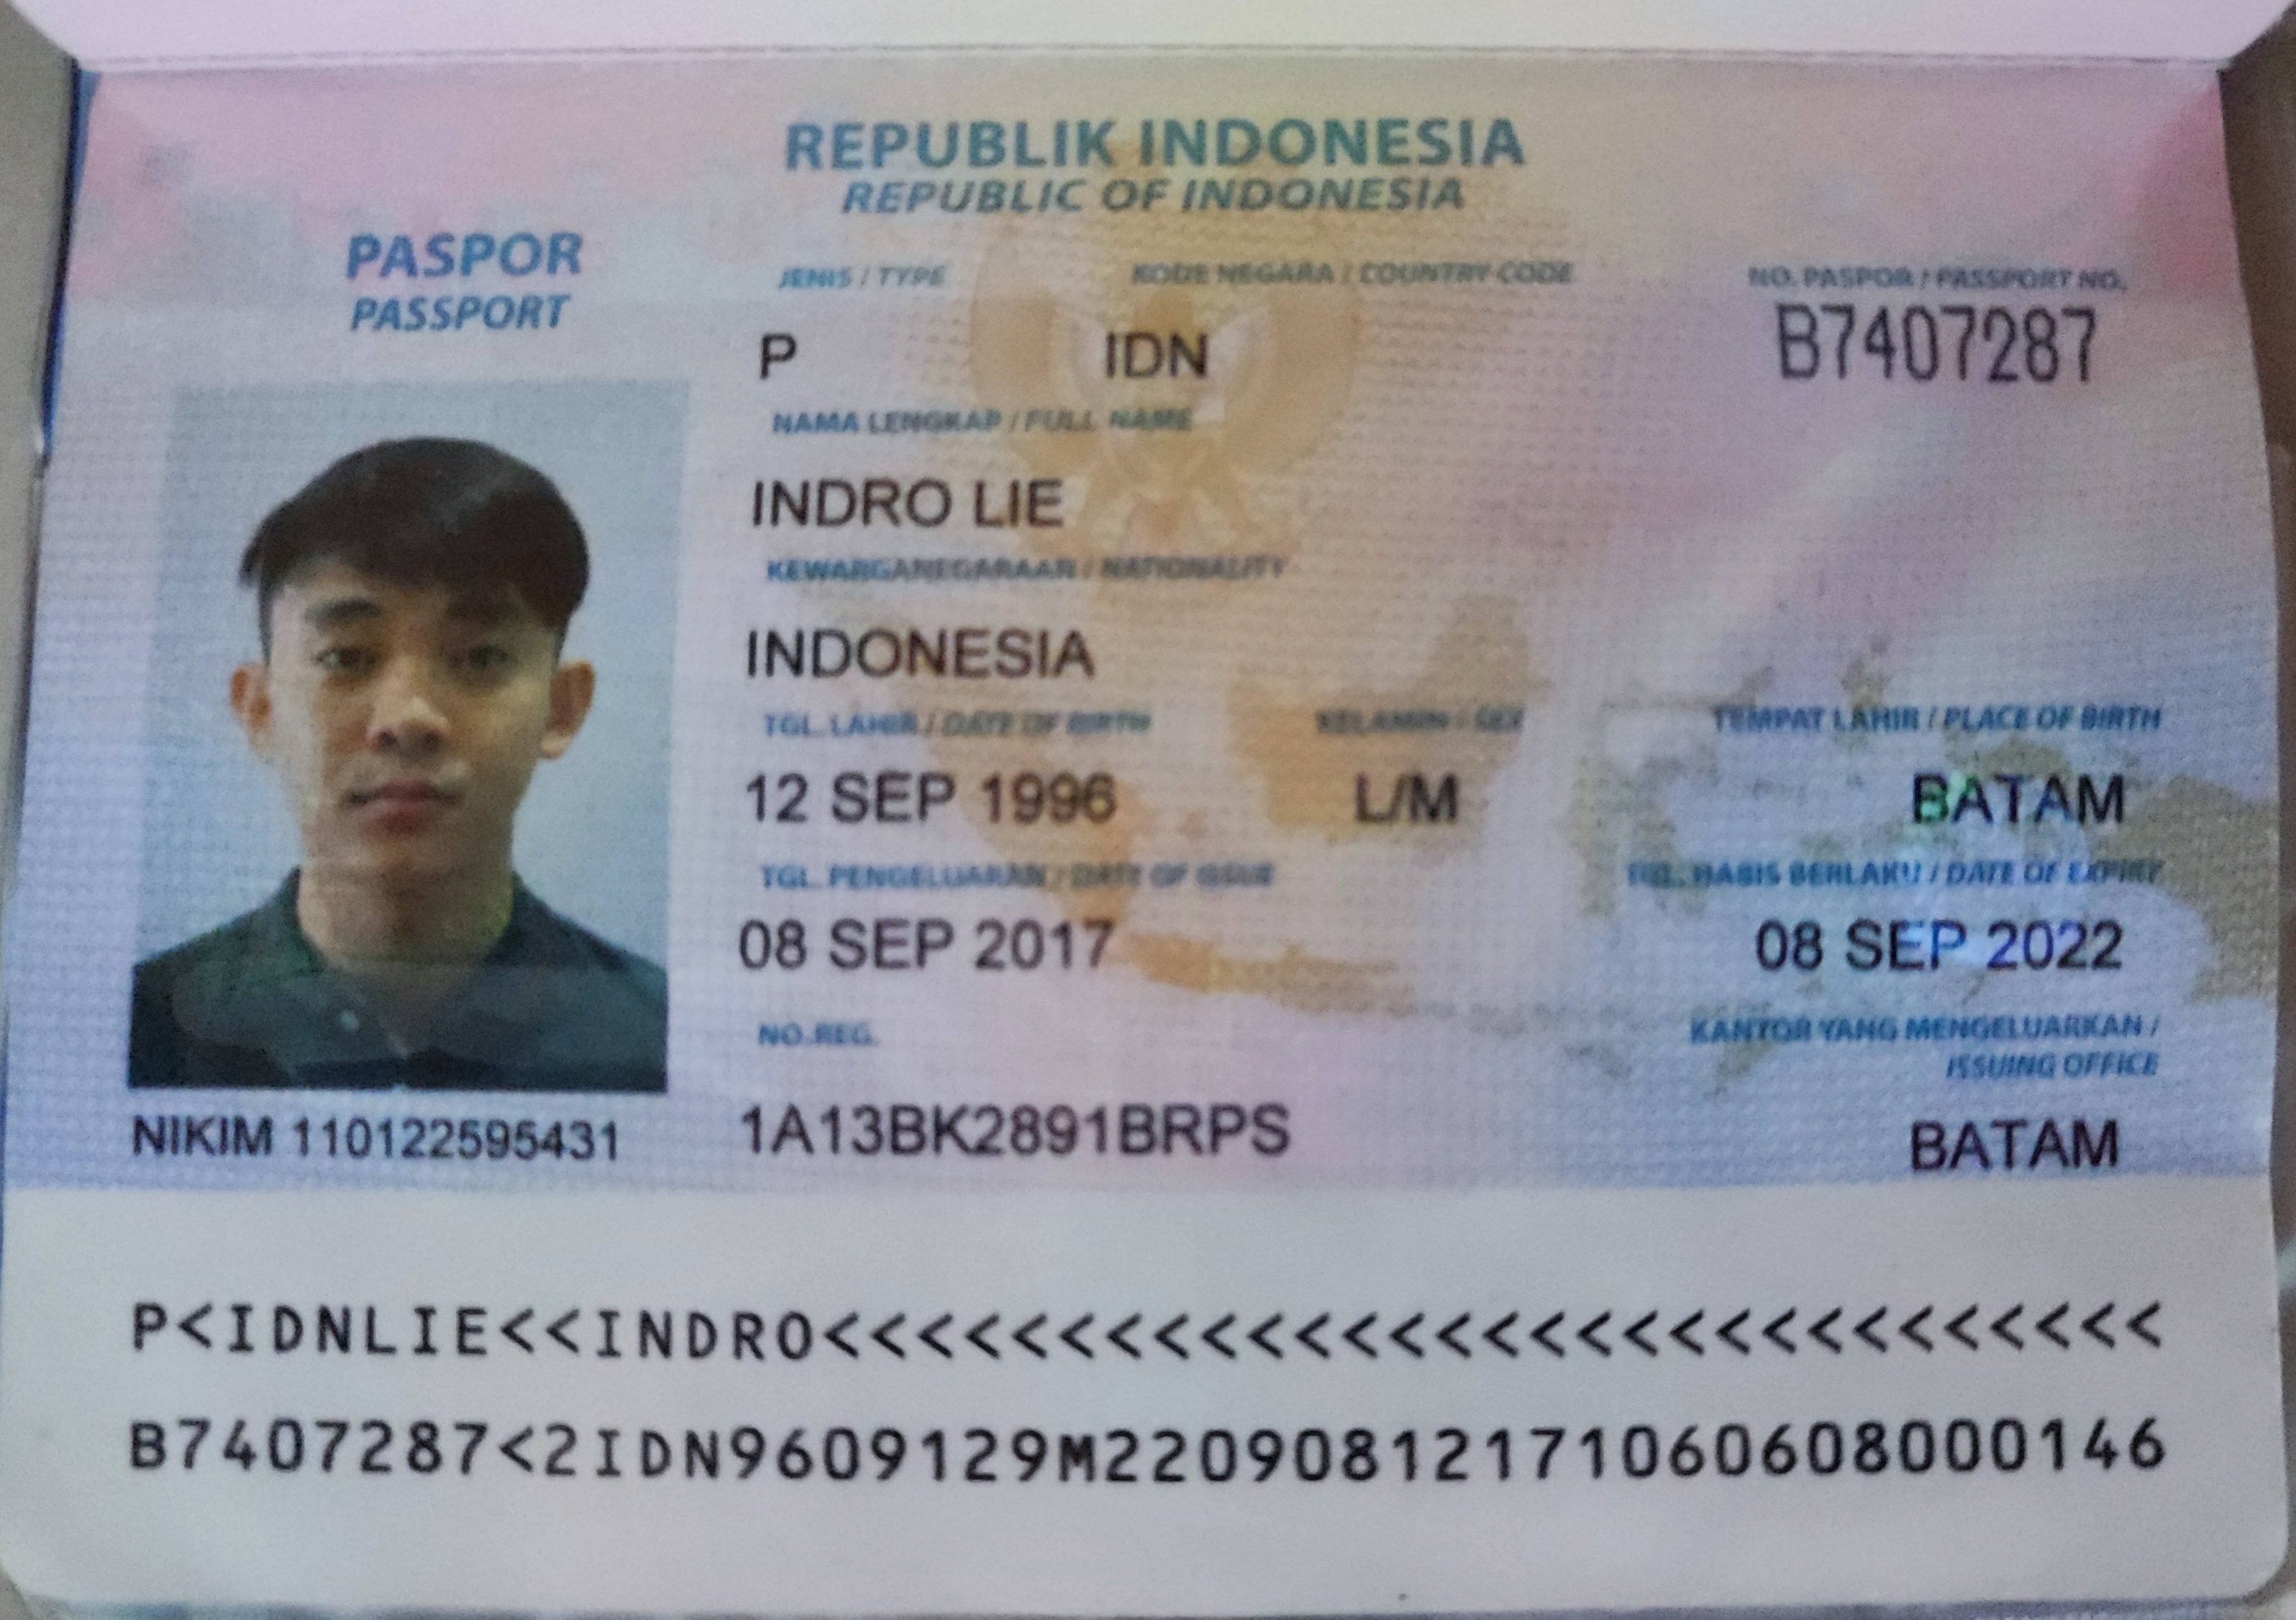 REPUBLIK INDONESIA
REPUBLIC OF INDONESIA
PASPOR
PASSPORT
JENIS / TYPE KODE NEGARA / COUNTRY CODE NO. PASPOR / PASSPORT NO.
P IDN B7407287
NAMA LENGKAP / FULL NAME
INDRO LIE
KEWARGANEGARAAN / NATIONALITY
INDONESIA
TGL. LAHIR / DATE OF BIRTH KELAMIN / SEX TEMPAT LAHIR / PLACE OF BIRTH
12 SEP 1996 L/M BATAM
TGL. PENGELUARAN / DATE OF ISSUE TGL. HABIS BERLAKU / DATE OF EXPIRY
08 SEP 2017 08 SEP 2022
NO. REG. KANTOR YANG MENGELUARKAN /
ISSUING OFFICE
NIKIM 110122595431 1A13BK2891BRPS BATAM
P<IDNLIE<<INDRO<<<<<<<<<<<<<<<<<<<<<<<<<<<<<
B7407287<2IDN9609129M2209081217106060800014​6